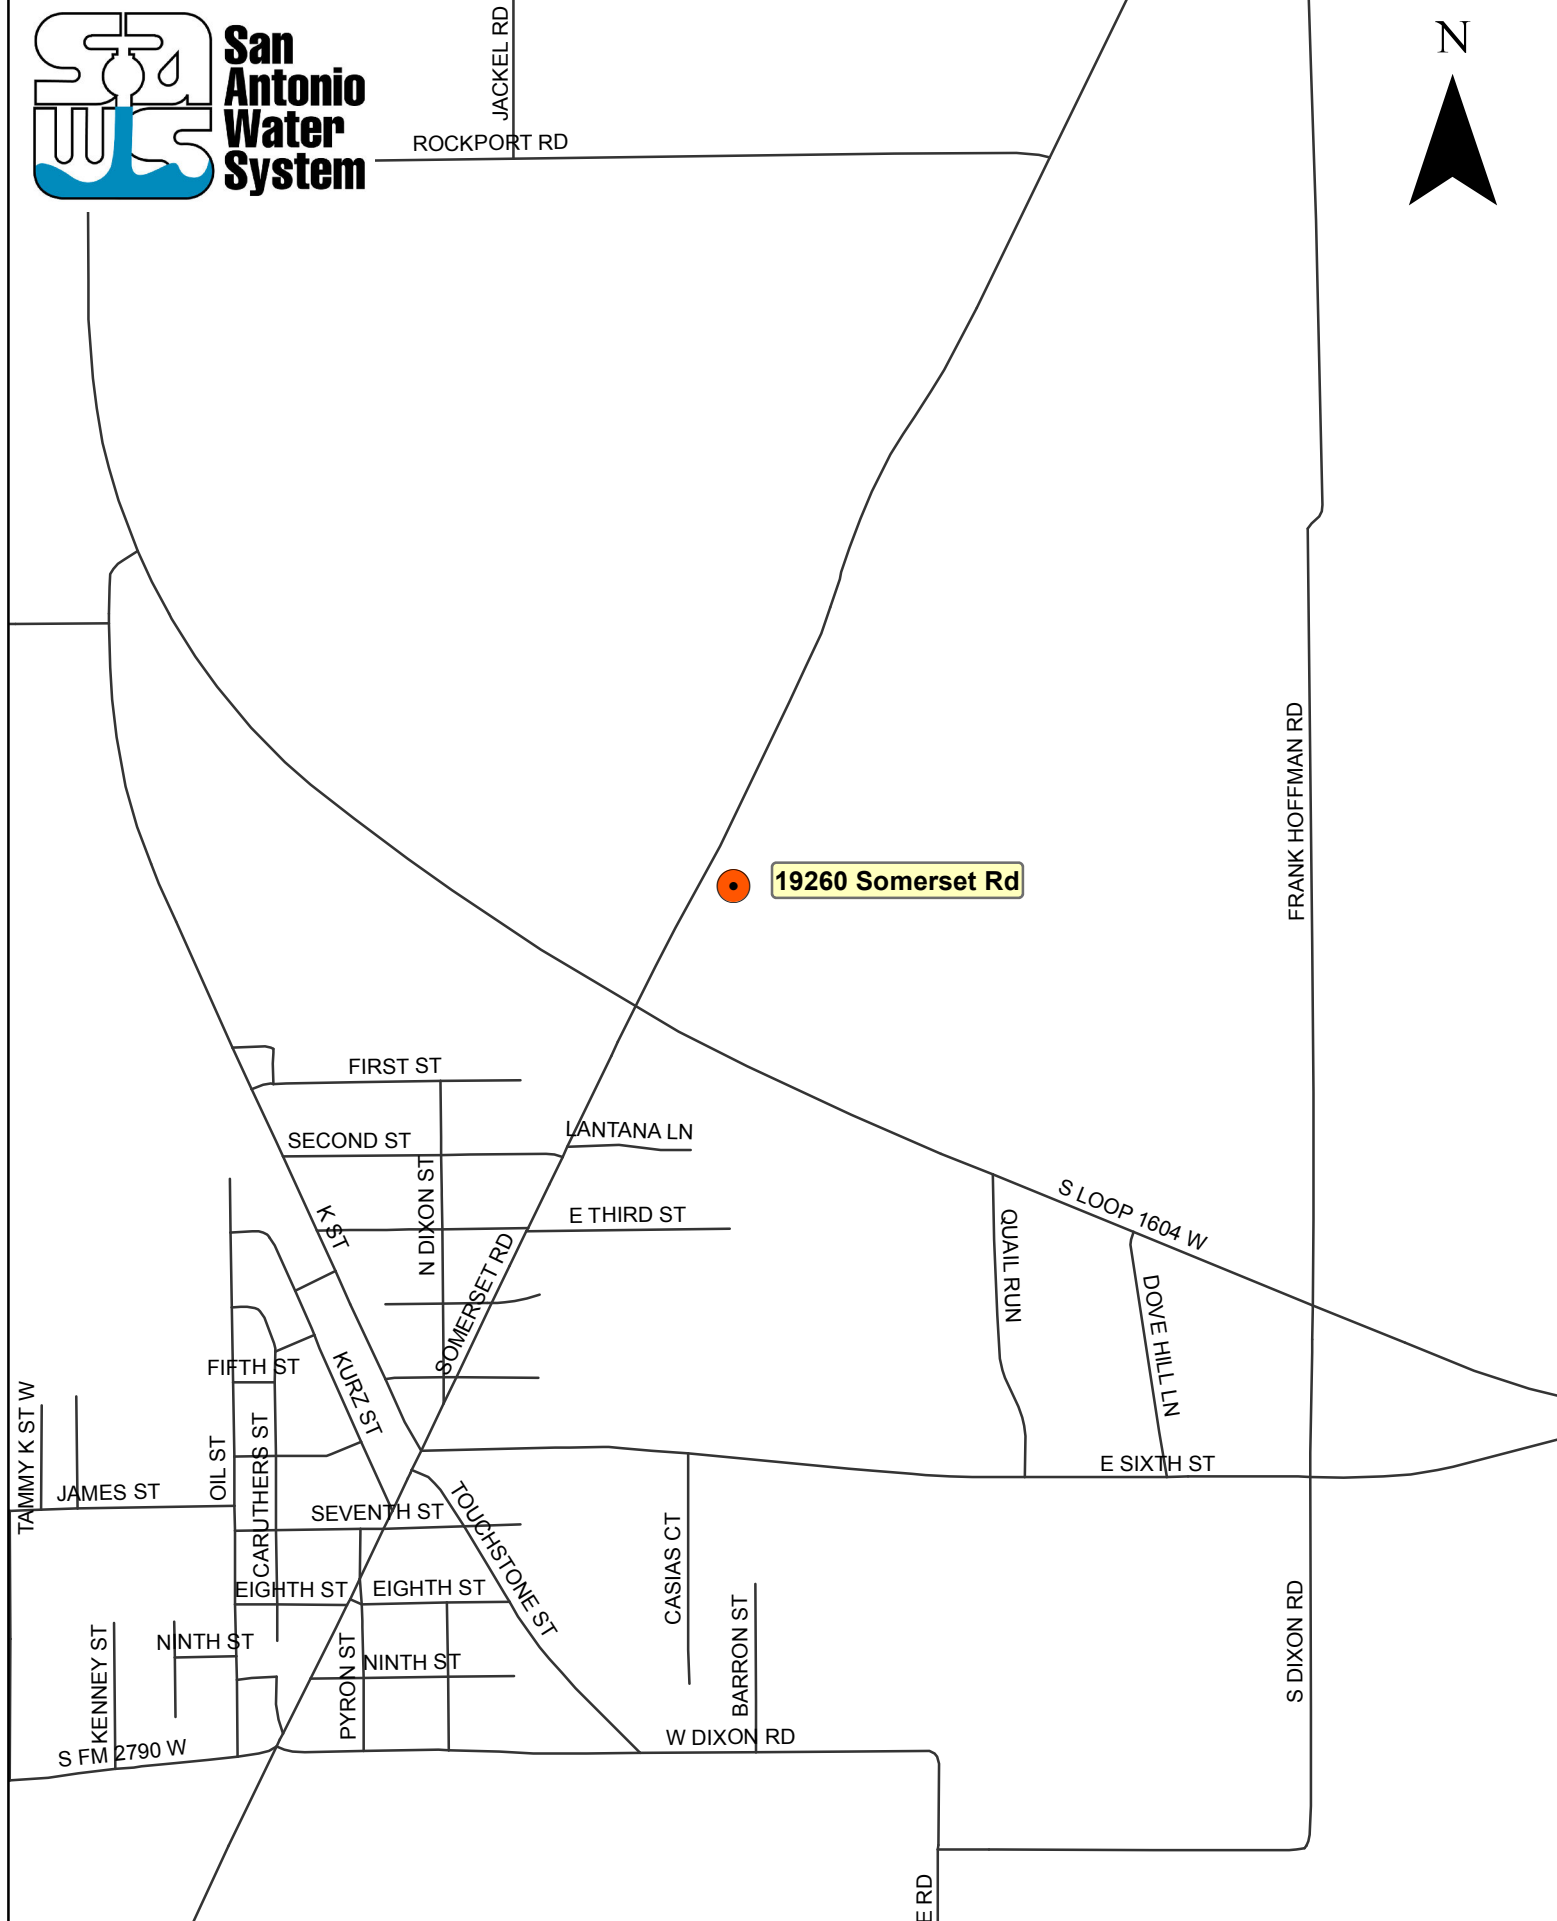 San
Antonio
Water
System
N
JACKEL RD
ROCKPORT RD
FRANK HOFFMAN RD
19260 Somerset Rd
FIRST ST
SECOND ST
LANTANA LN
N DIXON ST
K ST
E THIRD ST
S LOOP 1604 W
QUAIL RUN
SOMERSET RD
DOVE HILL LN
FIFTH ST
KURZ ST
TAMMY K ST W
OIL ST
CARUTHERS ST
E SIXTH ST
JAMES ST
SEVENTH ST
TOUCHSTONE ST
CASIAS CT
EIGHTH ST
EIGHTH ST
BARRON ST
S DIXON RD
KENNEY ST
NINTH ST
PYRON ST
NINTH ST
W DIXON RD
S FM 2790 W
E RD